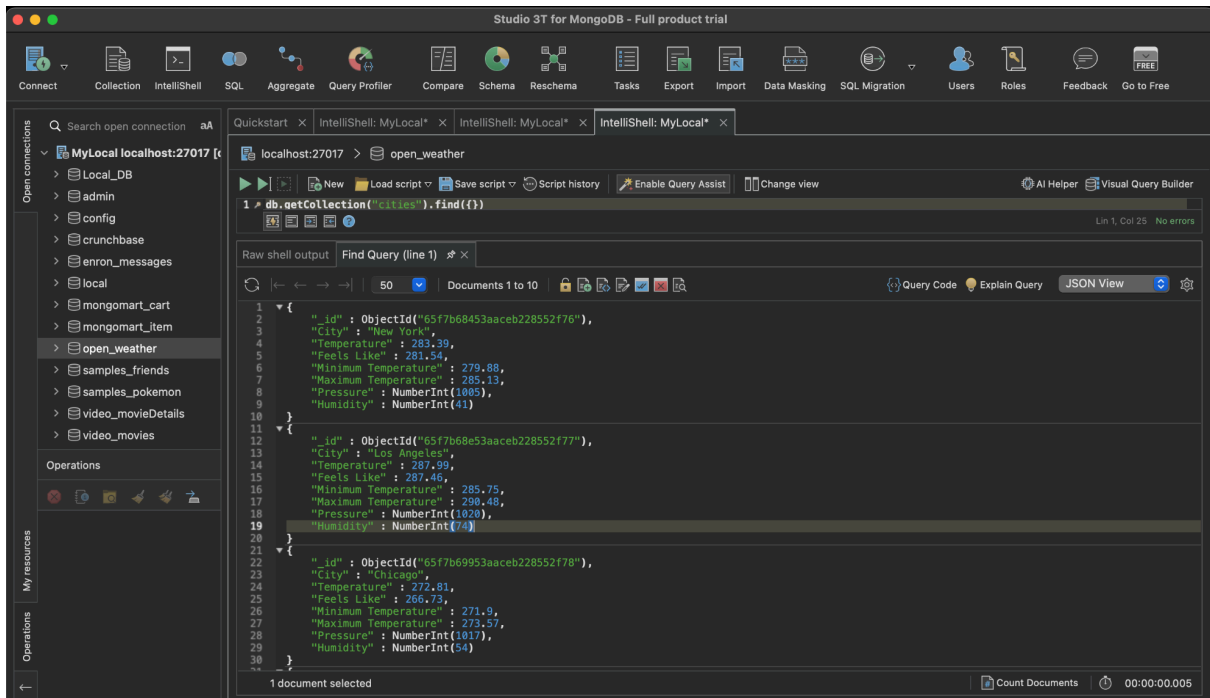 Studio 3T for MongoDB - Full product trial
Connect Collection IntelliShell SQL Aggregate Query Profiler Compare Schema Reschema Tasks Export Import Data Masking SQL Migration Users Roles Feedback FREE Go to Free
Open connections
Search open connection aA
MyLocal localhost:27017 [d
Local_DB
admin
config
crunchbase
enron_messages
local
mongomart_cart
mongomart_item
open_weather
samples_friends
samples_pokemon
video_movieDetails
video_movies
Operations
My resources
Operations
Quickstart IntelliShell: MyLocal* IntelliShell: MyLocal* IntelliShell: MyLocal*
localhost:27017 > open_weather
New Load script Save script Script history Enable Query Assist Change view AI Helper Visual Query Builder
1 db.getCollection("cities").find({})
Lin 1, Col 25 No errors
Raw shell output Find Query (line 1)
50 Documents 1 to 10 Query Code Explain Query JSON View
1 {
2 "_id" : ObjectId("65f7b68453aaceb228552f76"),
3 "City" : "New York",
4 "Temperature" : 283.39,
5 "Feels Like" : 281.54,
6 "Minimum Temperature" : 279.88,
7 "Maximum Temperature" : 285.13,
8 "Pressure" : NumberInt(1005),
9 "Humidity" : NumberInt(41)
10 }
11 {
12 "_id" : ObjectId("65f7b68e53aaceb228552f77"),
13 "City" : "Los Angeles",
14 "Temperature" : 287.99,
15 "Feels Like" : 287.46,
16 "Minimum Temperature" : 285.75,
17 "Maximum Temperature" : 290.48,
18 "Pressure" : NumberInt(1020),
19 "Humidity" : NumberInt(74)
20 }
21 {
22 "_id" : ObjectId("65f7b69953aaceb228552f78"),
23 "City" : "Chicago",
24 "Temperature" : 272.81,
25 "Feels Like" : 266.73,
26 "Minimum Temperature" : 271.9,
27 "Maximum Temperature" : 273.57,
28 "Pressure" : NumberInt(1017),
29 "Humidity" : NumberInt(54)
30 }
1 document selected Count Documents 00:00:00.005